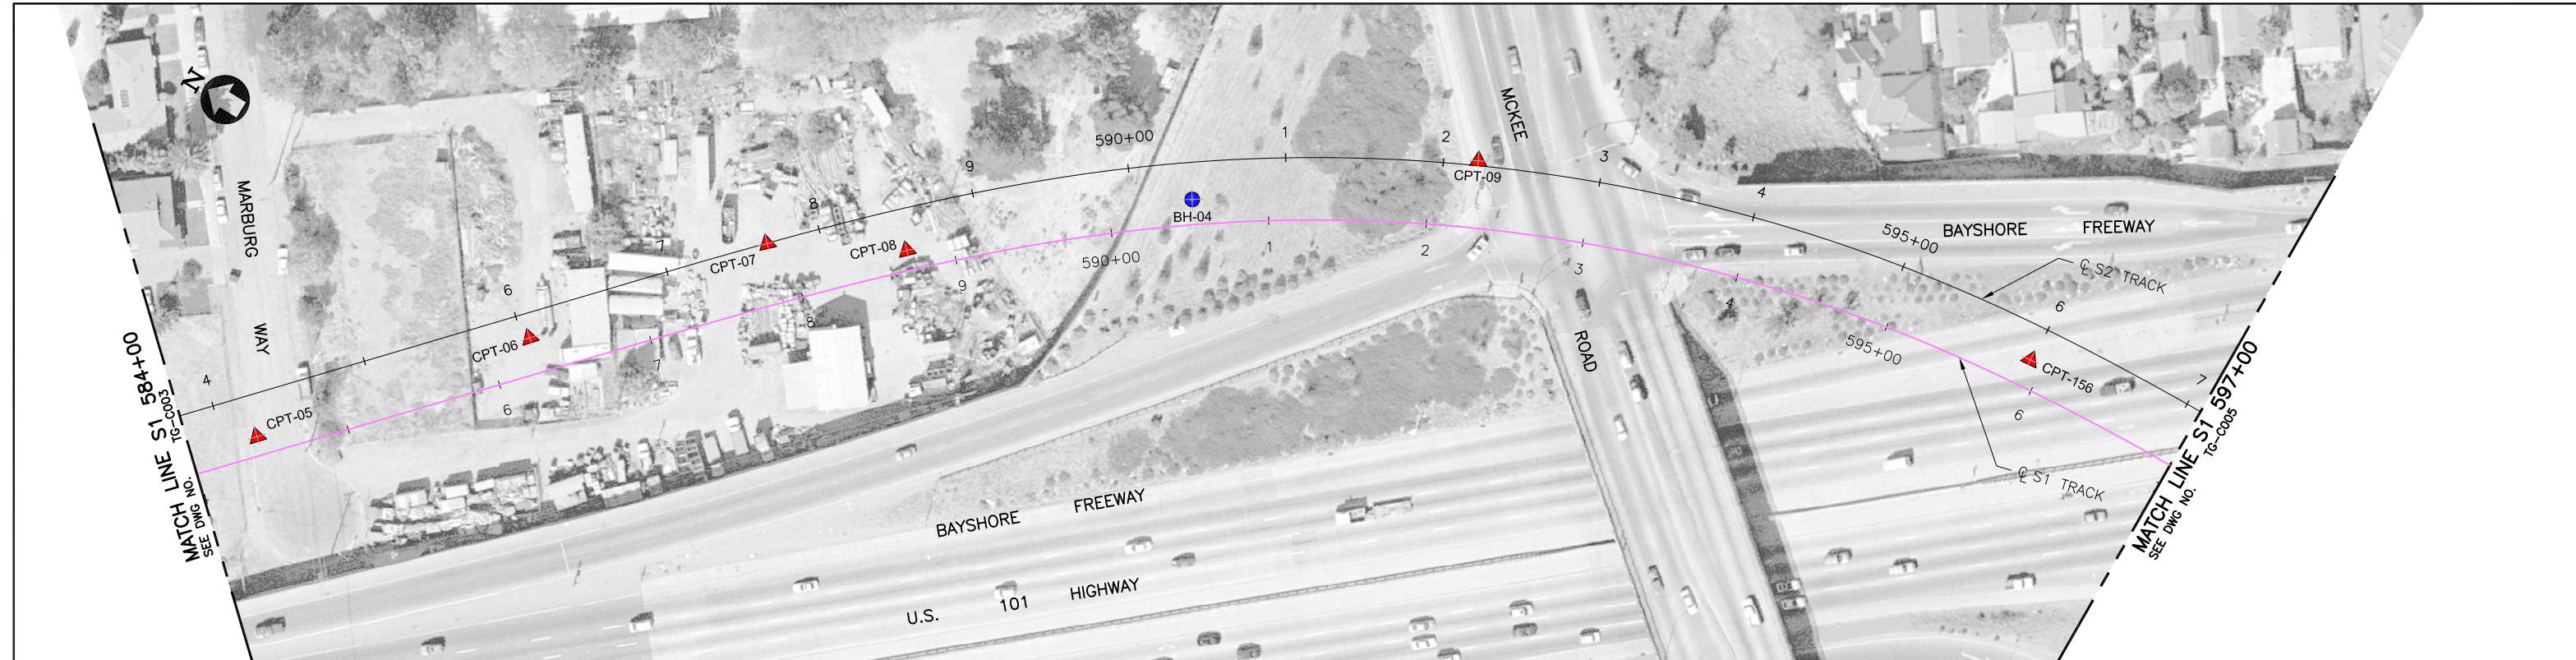 N
MARBURG
WAY
MATCH LINE S1 584+00
SEE DWG NO. TG-C003
4
CPT-05
6
CPT-06
6
7
7
CPT-07
8
8
CPT-08
9
9
590+00
590+00
BH-04
1
1
2
2
CPT-09
MCKEE
ROAD
3
3
4
4
595+00
595+00
BAYSHORE FREEWAY
℄ S2 TRACK
6
6
CPT-156
7
℄ S1 TRACK
MATCH LINE S1 597+00
SEE DWG NO. TG-C005
BAYSHORE FREEWAY
U.S. 101 HIGHWAY